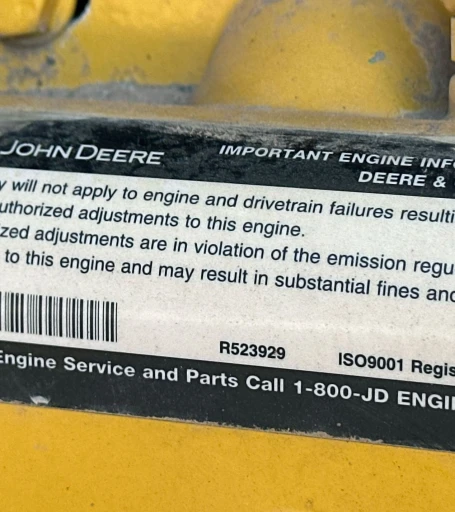 JOHN DEERE
IMPORTANT ENGINE INF
DEERE &
y will not apply to engine and drivetrain failures resulti
uthorized adjustments to this engine.
zed adjustments are in violation of the emission regu
to this engine and may result in substantial fines and
R523929
ISO9001 Regis
Engine Service and Parts Call 1-800-JD ENGI